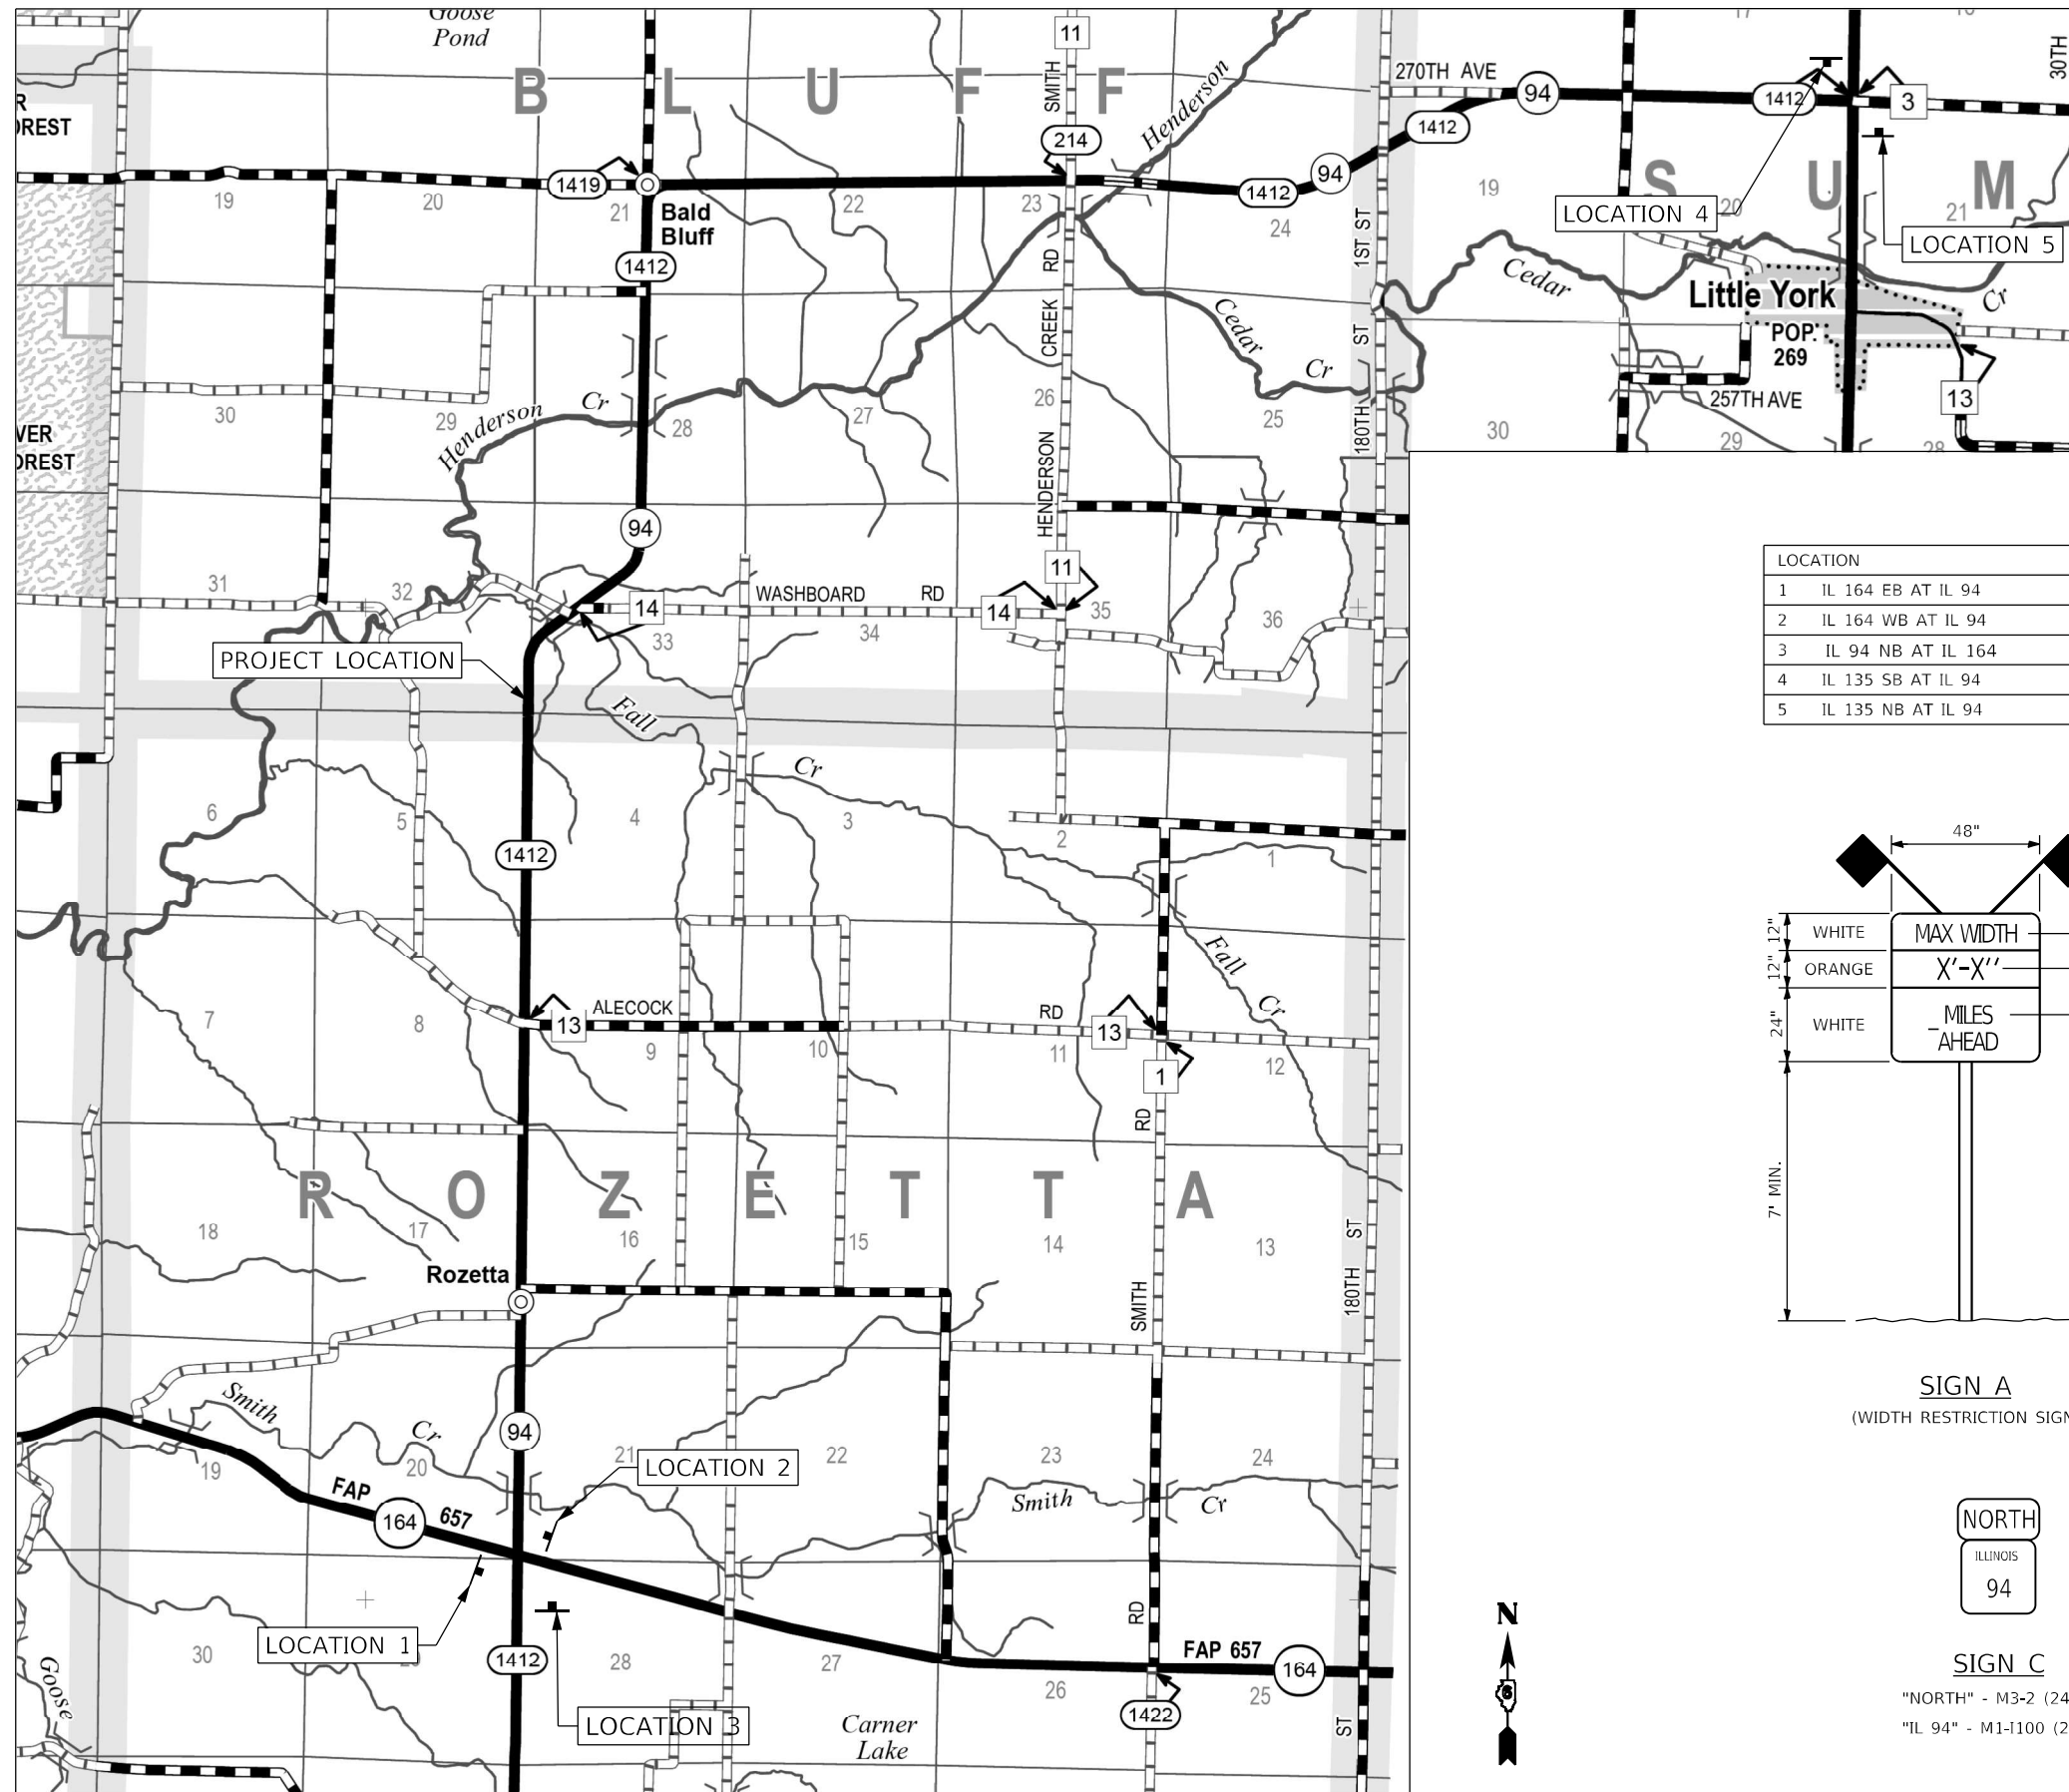 Goose
Pond
11
SMITH
B L U F F
Henderson
270TH AVE
94
1412
3
17
16
30TH
R
OREST
214
1412
94
19
S U M
20
21
LOCATION 4
LOCATION 5
19
20
1419
21
Bald
Bluff
22
23
1412
24
1412
RD
1ST ST
Cedar
Little York
POP.
269
Cr
CREEK
Cedar
Cr
ST
30
29
Henderson
Cr
28
27
26
25
180TH
30
257TH AVE
29
28
13
VER
OREST
HENDERSON
94
31
32
11
WASHBOARD RD
14
14
33
34
35
36
PROJECT LOCATION
Fall
Cr
6
5
4
3
2
1
1412
Fall
Cr
ALECOCK RD
13
13
7
8
9
10
11
12
1
RD
R O Z E T T A
18
17
16
15
14
13
Rozetta
ST
180TH
SMITH
Smith
Cr
94
19
20
21
22
23
24
LOCATION 2
FAP
164
657
Smith
Cr
LOCATION 1
RD
30
28
27
26
25
FAP 657
164
1412
1422
LOCATION 3
Goose
Carner
Lake
ST
N
6
LOCATION
1 IL 164 EB AT IL 94
2 IL 164 WB AT IL 94
3 IL 94 NB AT IL 164
4 IL 135 SB AT IL 94
5 IL 135 NB AT IL 94
48"
12"
WHITE
MAX WIDTH
12"
ORANGE
X'-X''
24"
WHITE
_ MILES
AHEAD
7' MIN.
SIGN A
(WIDTH RESTRICTION SIGN
NORTH
ILLINOIS
94
SIGN C
"NORTH" - M3-2 (24
"IL 94" - M1-I100 (2